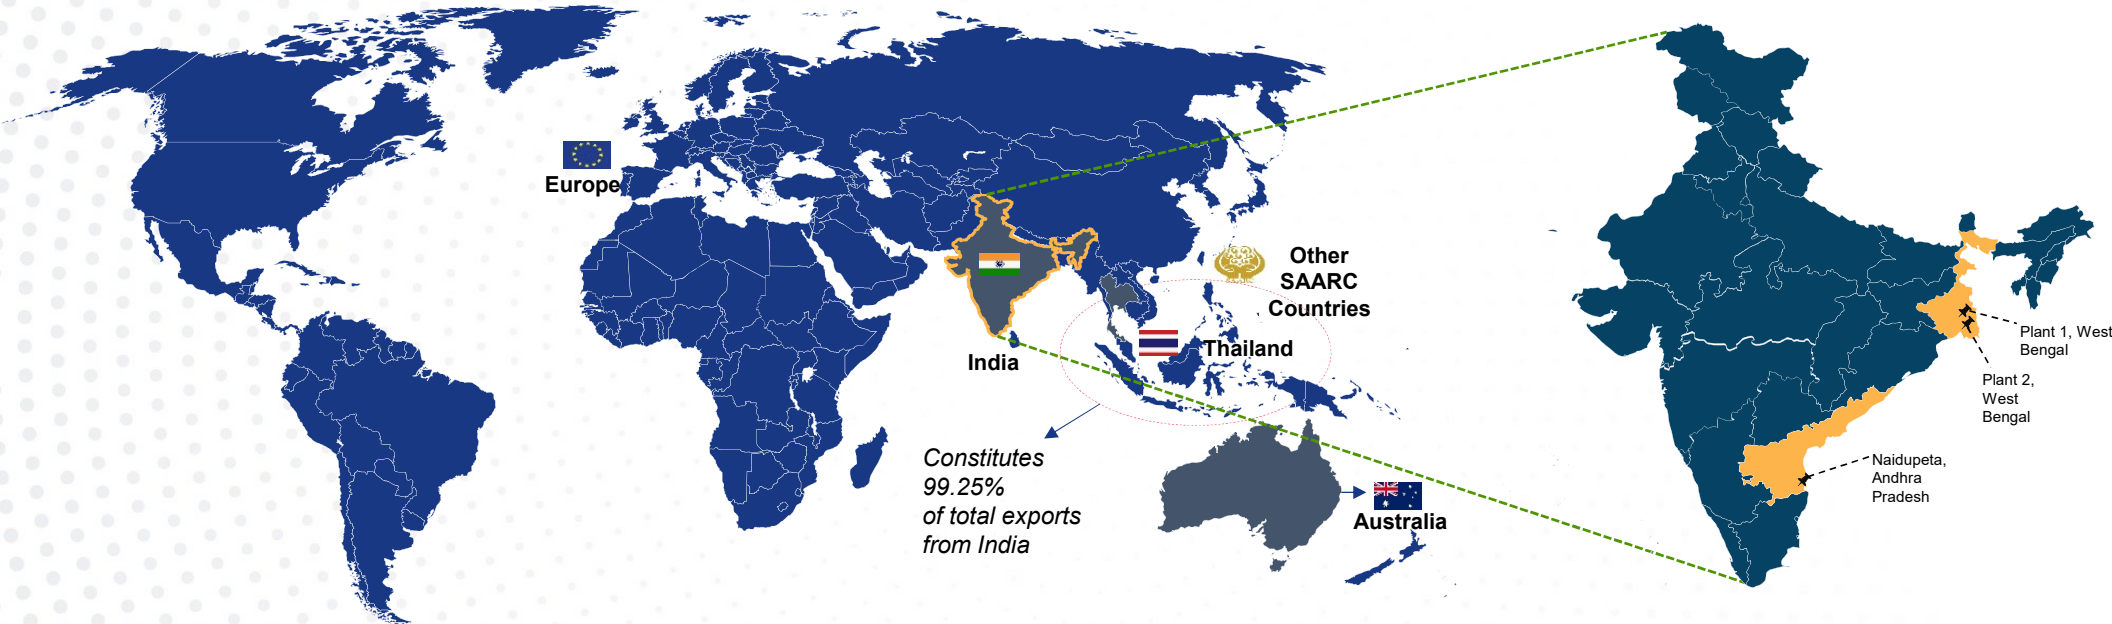 Europe
India
Other
SAARC
Countries
Thailand
Constitutes
99.25%
of total exports
from India
Australia
Plant 1, West
Bengal
Plant 2,
West
Bengal
Naidupeta,
Andhra
Pradesh